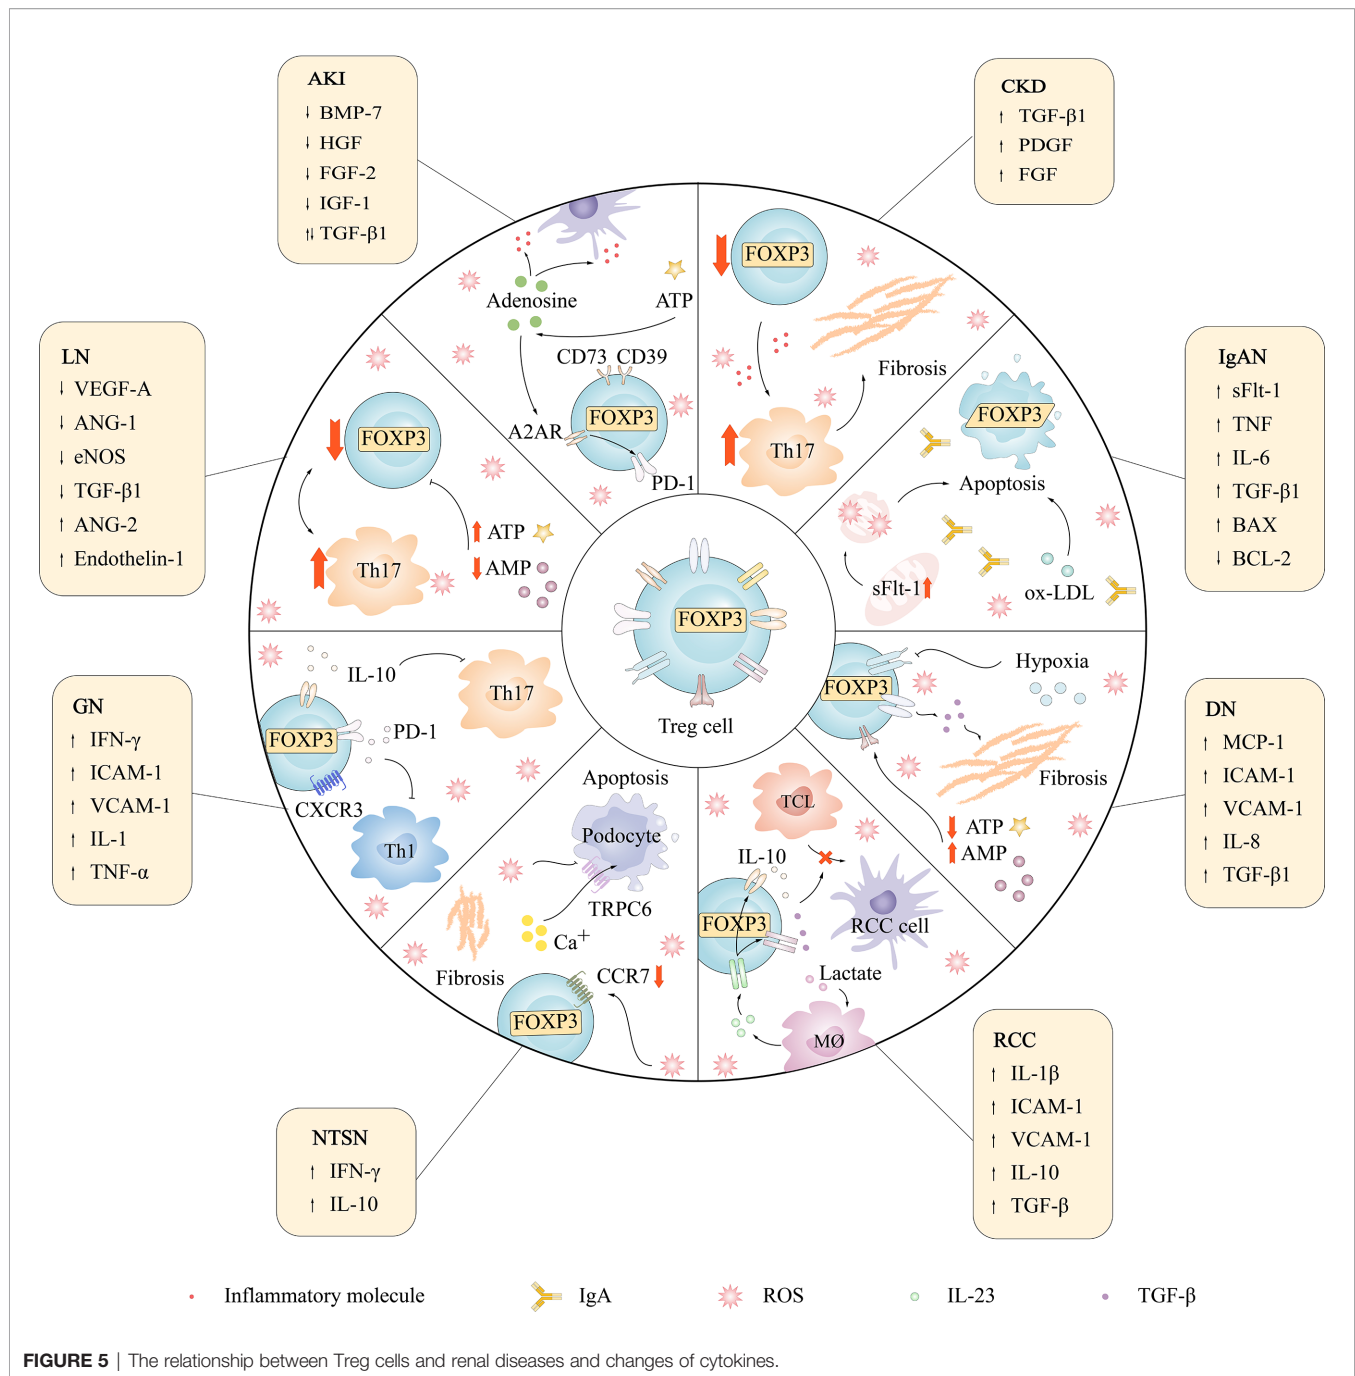 AKI
↓ BMP-7
↓ HGF
↓ FGF-2
↓ IGF-1
↑↓ TGF-β1
CKD
↑ TGF-β1
↑ PDGF
↑ FGF
LN
↓ VEGF-A
↓ ANG-1
↓ eNOS
↓ TGF-β1
↑ ANG-2
↑ Endothelin-1
IgAN
↑ sFlt-1
↑ TNF
↑ IL-6
↑ TGF-β1
↑ BAX
↓ BCL-2
GN
↑ IFN-γ
↑ ICAM-1
↑ VCAM-1
↑ IL-1
↑ TNF-α
DN
↑ MCP-1
↑ ICAM-1
↑ VCAM-1
↑ IL-8
↑ TGF-β1
NTSN
↑ IFN-γ
↑ IL-10
RCC
↑ IL-1β
↑ ICAM-1
↑ VCAM-1
↑ IL-10
↑ TGF-β
Adenosine
ATP
CD73 CD39
FOXP3
A2AR
PD-1
FOXP3
Fibrosis
Th17
FOXP3
Apoptosis
sFlt-1
ox-LDL
FOXP3
ATP
AMP
Th17
FOXP3
Treg cell
Hypoxia
FOXP3
Fibrosis
ATP
AMP
IL-10
Th17
FOXP3
PD-1
CXCR3
Th1
Apoptosis
Podocyte
TRPC6
Ca+
Fibrosis
CCR7
FOXP3
TCL
IL-10
FOXP3
RCC cell
Lactate
MØ
Inflammatory molecule
IgA
ROS
IL-23
TGF-β
FIGURE 5 | The relationship between Treg cells and renal diseases and changes of cytokines.